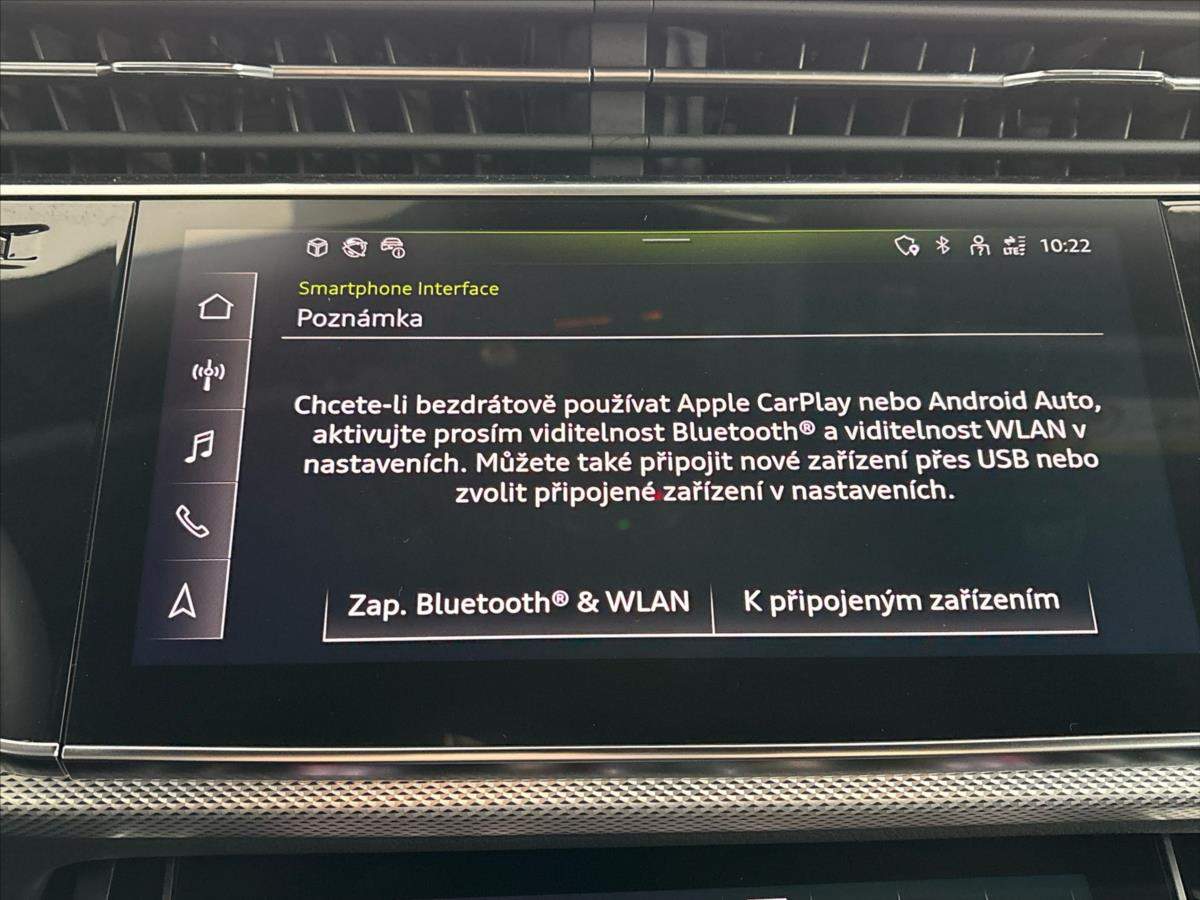 LTE
10:22
Smartphone Interface
Poznámka
Chcete-li bezdrátově používat Apple CarPlay nebo Android Auto,
aktivujte prosím viditelnost Bluetooth® a viditelnost WLAN v
nastaveních. Můžete také připojit nové zařízení přes USB nebo
zvolit připojené zařízení v nastaveních.
Zap. Bluetooth® & WLAN
K připojeným zařízením